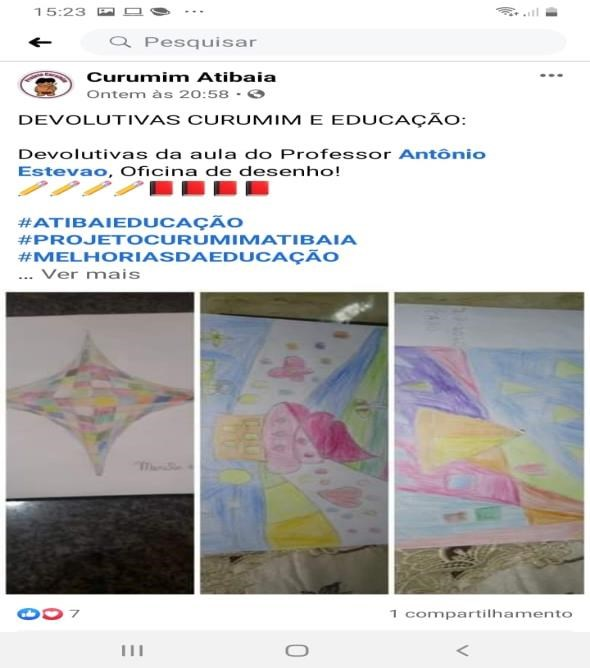 15:23
Pesquisar
Curumim Atibaia
Ontem às 20:58 •
DEVOLUTIVAS CURUMIM E EDUCAÇÃO:
Devolutivas da aula do Professor Antônio
Estevao, Oficina de desenho!
#ATIBAIEDUCAÇÃO
#PROJETOCURUMIMATIBAIA
#MELHORIASDAEDUCAÇÃO
... Ver mais
7
1 compartilhamento